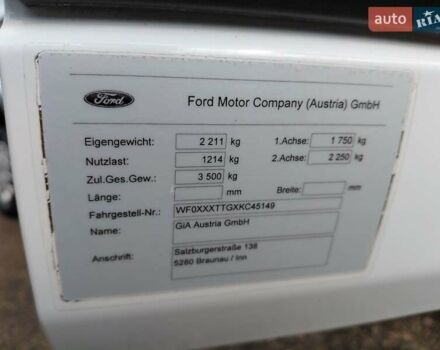 auto RIA
Ford
Ford Motor Company (Austria) GmbH
Eigengewicht: 2 211 kg 1.Achse: 1 750 kg
Nutzlast: 1214 kg 2.Achse: 2 250 kg
Zul.Ges.Gew.: 3 500 kg
Länge: mm Breite: mm
Fahrgestell-Nr.: WF0XXXTTGXKC45149
Name: GiA Austria GmbH
Anschrift: Salzburgerstraße 138
5280 Braunau / Inn